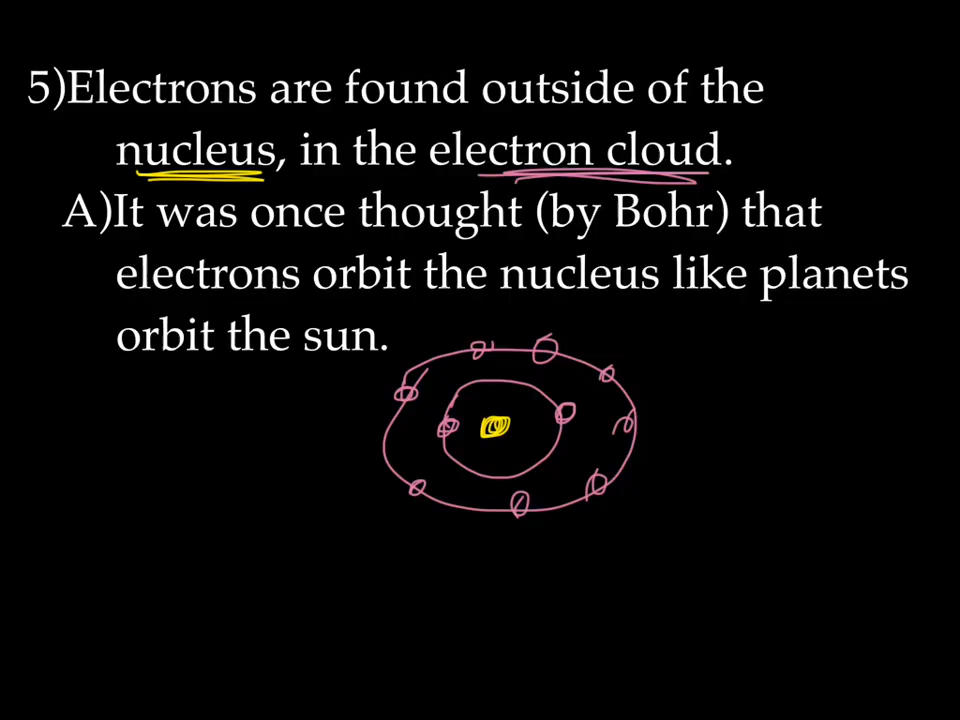 5)Electrons are found outside of the
nucleus, in the electron cloud.
A)It was once thought (by Bohr) that
electrons orbit the nucleus like planets
orbit the sun.